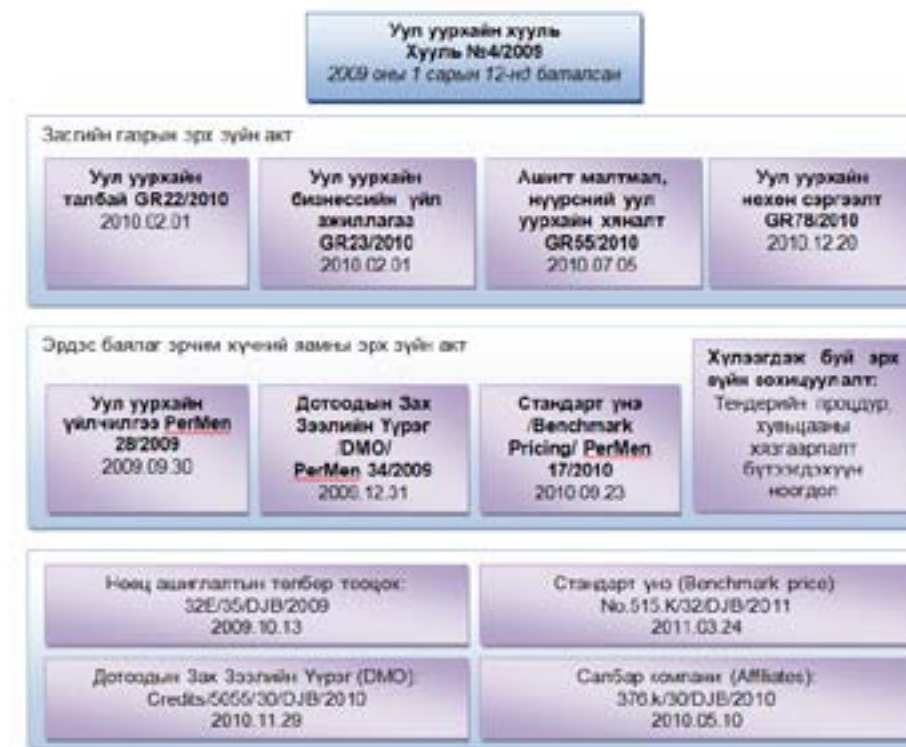 Уул уурхайн хууль
Хууль №4/2009
2009 оны 1 сарын 12-нд баталсан
Засгийн газрын эрх зүйн акт
Уул уурхайн
талбай GR22/2010
2010.02.01
Уул уурхайн
бизнессийн үйл
ажиллагаа
GR23/2010
2010.02.01
Ашигт малтмал,
нүүрсний уул
уурхайн хяналт
GR55/2010
2010.07.05
Уул уурхайн
нөхөн сэргээлт
GR78/2010
2010.12.20
Эрдэс баялаг эрчим хүчний яамны эрх зүйн акт
Уул уурхайн
үйлчилгээ PerMen
28/2009
2009.09.30
Дотоодын Зах
Зээлийн Үүрэг
/DMO/
PerMen 34/2009
2009.12.31
Стандарт үнэ
/Benchmark
Pricing/ PerMen
17/2010
2010.09.23
Хүлээгдэж буй эрх
зүйн зохицуулалт:
Тендерийн процдур,
хувьцааны
хязгаарлалт
бүтээгдэхүүн
ногдол
Нөөц ашиглалтын төлбөр тооцох:
32E/35/DJB/2009
2009.10.13
Стандарт үнэ (Benchmark price)
No.515.K/32/DJB/2011
2011.03.24
Дотоодын Зах Зээлийн Үүрэг (DMO):
Credits/5055/30/DJB/2010
2010.11.29
Салбар компани (Affiliates):
376.k/30/DJB/2010
2010.05.10